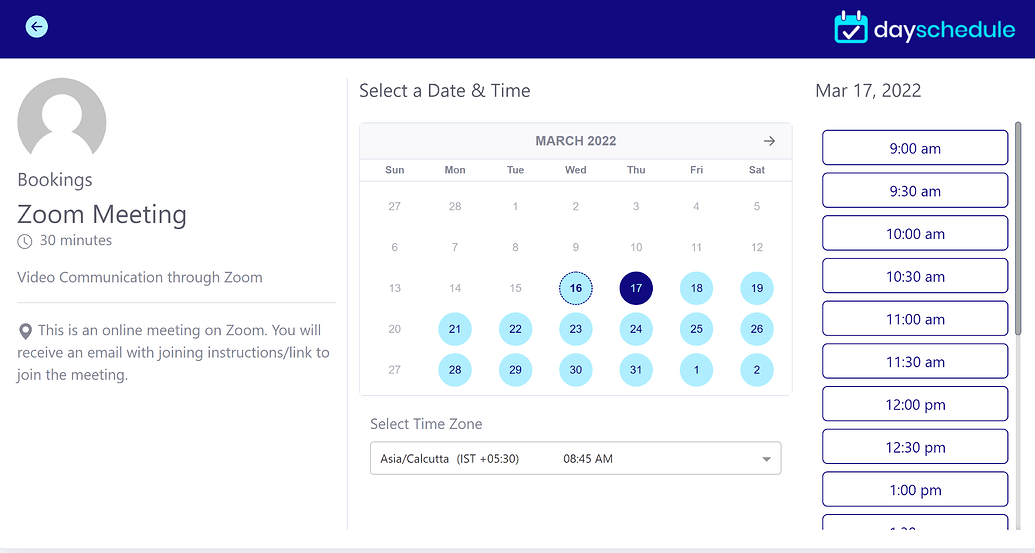 dayschedule
Bookings
Zoom Meeting
30 minutes
Video Communication through Zoom
This is an online meeting on Zoom. You will
receive an email with joining instructions/link to
join the meeting.
Select a Date & Time
MARCH 2022
Sun Mon Tue Wed Thu Fri Sat
27 28 1 2 3 4 5
6 7 8 9 10 11 12
13 14 15 16 17 18 19
20 21 22 23 24 25 26
27 28 29 30 31 1 2
Select Time Zone
Asia/Calcutta (IST +05:30) 08:45 AM
Mar 17, 2022
9:00 am
9:30 am
10:00 am
10:30 am
11:00 am
11:30 am
12:00 pm
12:30 pm
1:00 pm